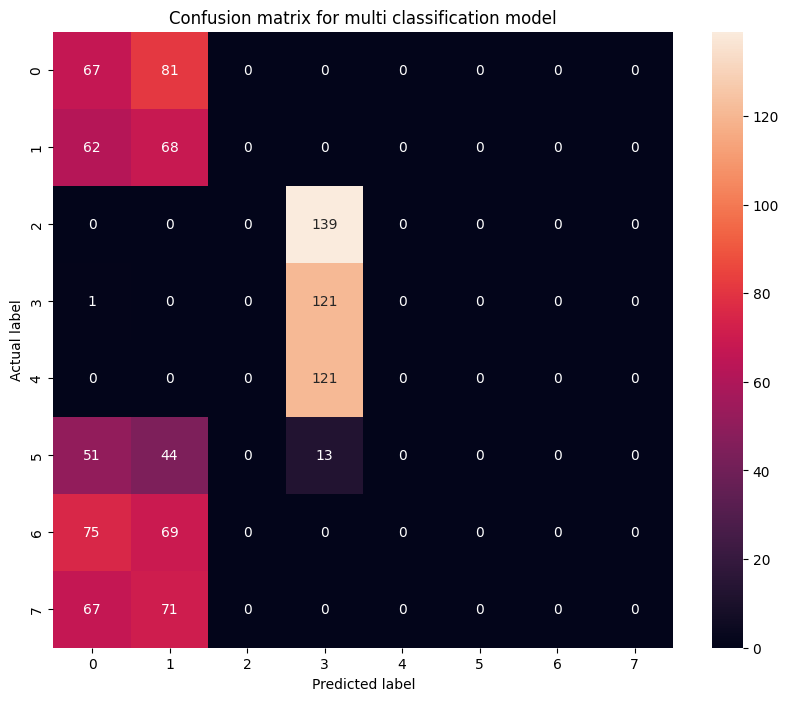 Confusion matrix for multi classification model
0 67 81 0 0 0 0 0 0
1 62 68 0 0 0 0 0 0
2 0 0 0 139 0 0 0 0
3 1 0 0 121 0 0 0 0
4 0 0 0 121 0 0 0 0
5 51 44 0 13 0 0 0 0
6 75 69 0 0 0 0 0 0
7 67 71 0 0 0 0 0 0
0 1 2 3 4 5 6 7
Predicted label
Actual label
120
100
80
60
40
20
0